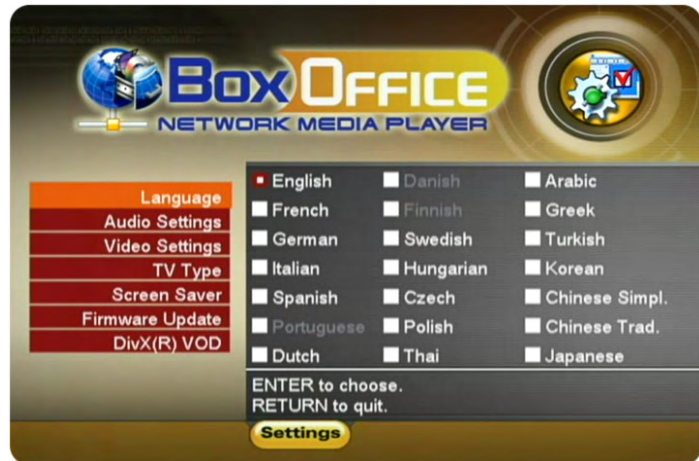 BOX OFFICE
NETWORK MEDIA PLAYER
Language
Audio Settings
Video Settings
TV Type
Screen Saver
Firmware Update
DivX(R) VOD
English
French
German
Italian
Spanish
Portuguese
Dutch
Danish
Finnish
Swedish
Hungarian
Czech
Polish
Thai
Arabic
Greek
Turkish
Korean
Chinese Simpl.
Chinese Trad.
Japanese
ENTER to choose.
RETURN to quit.
Settings